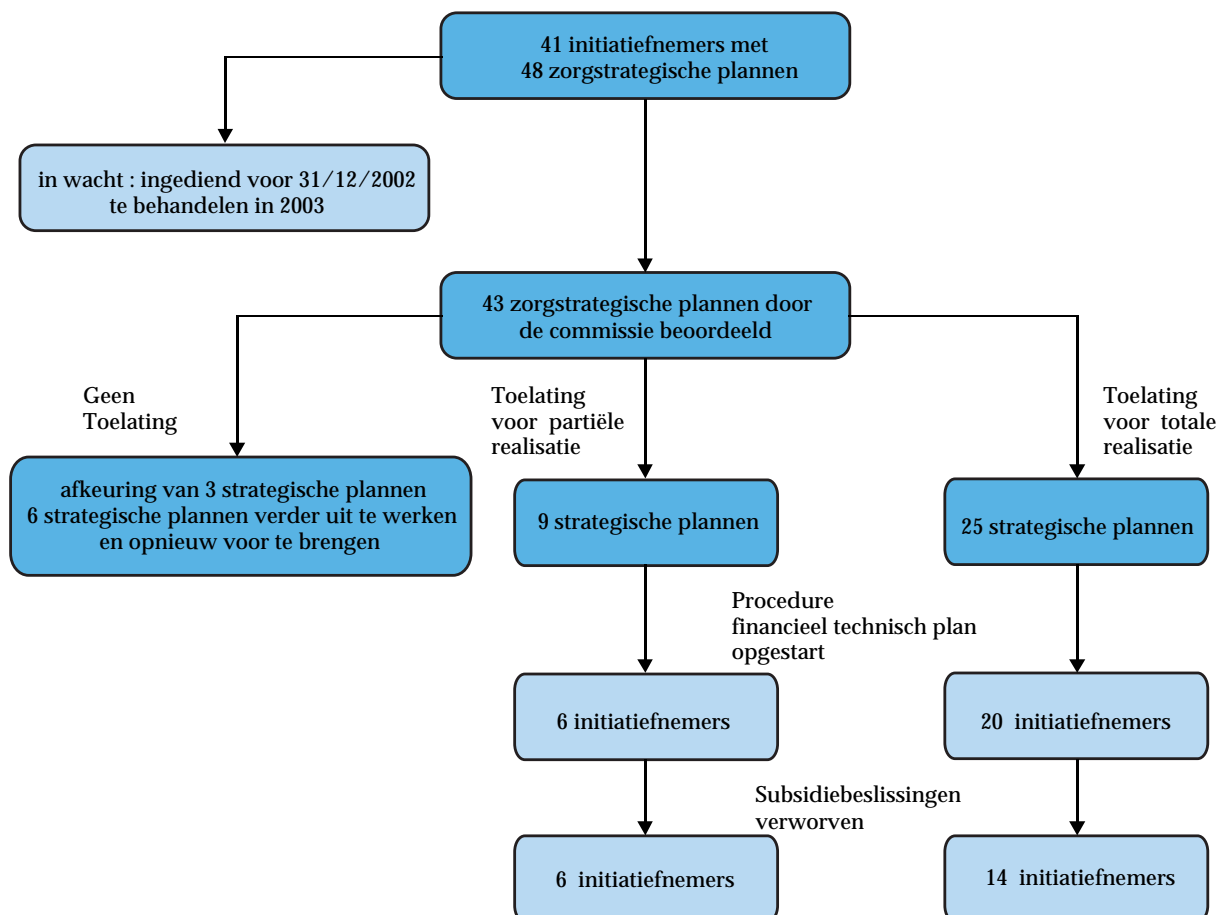 41 initiatiefnemers met
48 zorgstrategische plannen
in wacht : ingediend voor 31/12/2002
te behandelen in 2003
43 zorgstrategische plannen door
de commissie beoordeeld
Geen
Toelating
Toelating
voor partiële
realisatie
Toelating
voor totale
realisatie
afkeuring van 3 strategische plannen
6 strategische plannen verder uit te werken
en opnieuw voor te brengen
9 strategische plannen
25 strategische plannen
Procedure
financieel technisch plan
opgestart
6 initiatiefnemers
20 initiatiefnemers
Subsidiebeslissingen
verworven
6 initiatiefnemers
14 initiatiefnemers